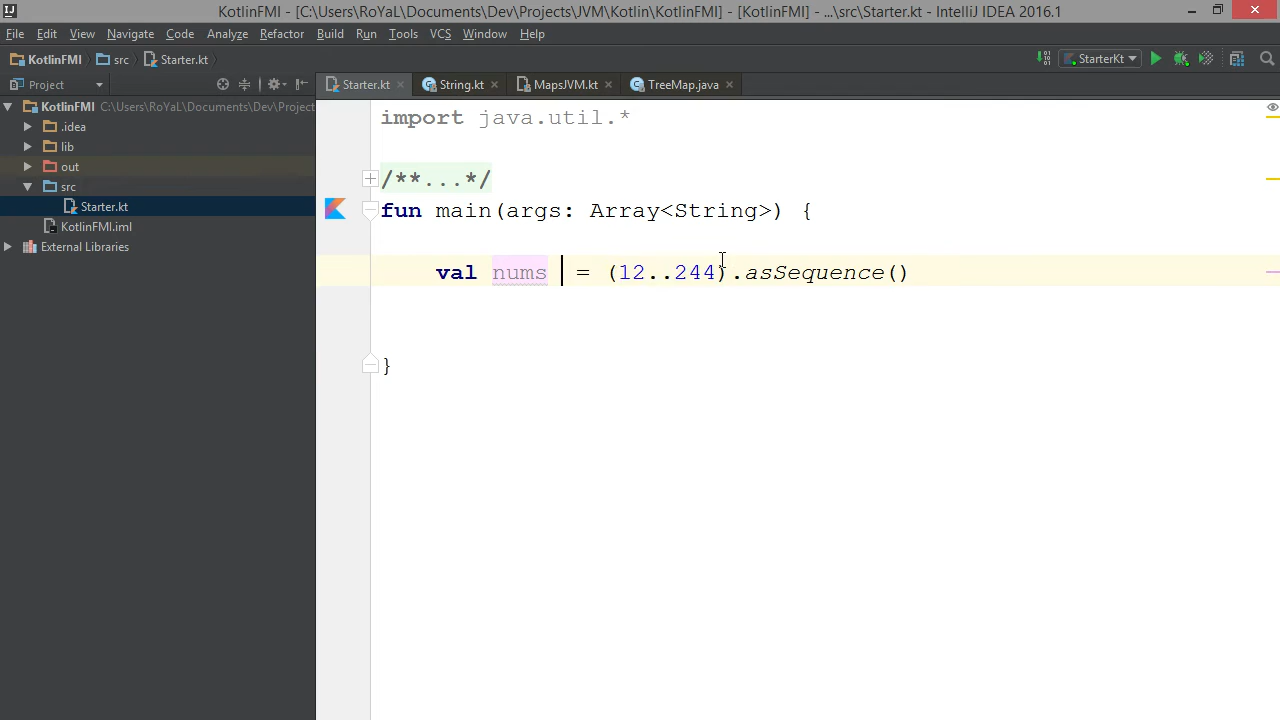 KotlinFMI - [C:\Users\RoYaL\Documents\Dev\Projects\JVM\Kotlin\KotlinFMI] - [KotlinFMI] - ...\src\Starter.kt - IntelliJ IDEA 2016.1
File Edit View Navigate Code Analyze Refactor Build Run Tools VCS Window Help
KotlinFMI src Starter.kt StarterKt
Project Starter.kt String.kt MapsJVM.kt TreeMap.java
KotlinFMI C:\Users\RoYaL\Documents\Dev\Project
.idea
lib
out
src
Starter.kt
KotlinFMI.iml
External Libraries
import java.util.*
/**...*/
fun main(args: Array<String>) {
val nums = (12..244).asSequence()
}